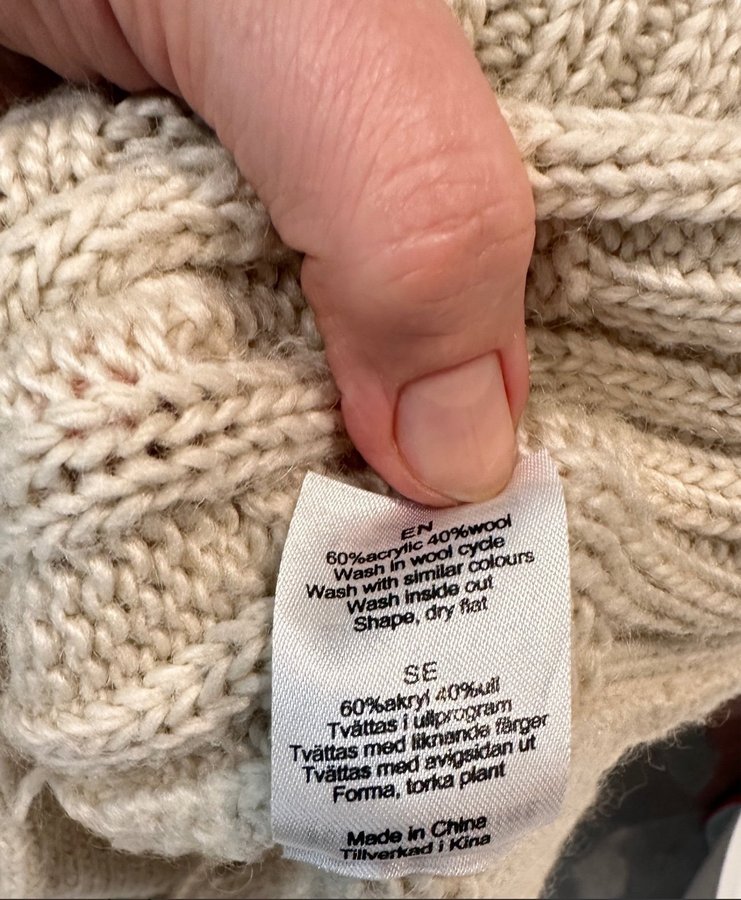 EN
60%acrylic 40%wool
Wash in wool cycle
Wash with similar colours
Wash inside out
Shape, dry flat
SE
60%akryl 40%ull
Tvättas i ullprogram
Tvättas med liknande färger
Tvättas med avigsidan ut
Forma, torka plant
Made in China
Tillverkad i Kina